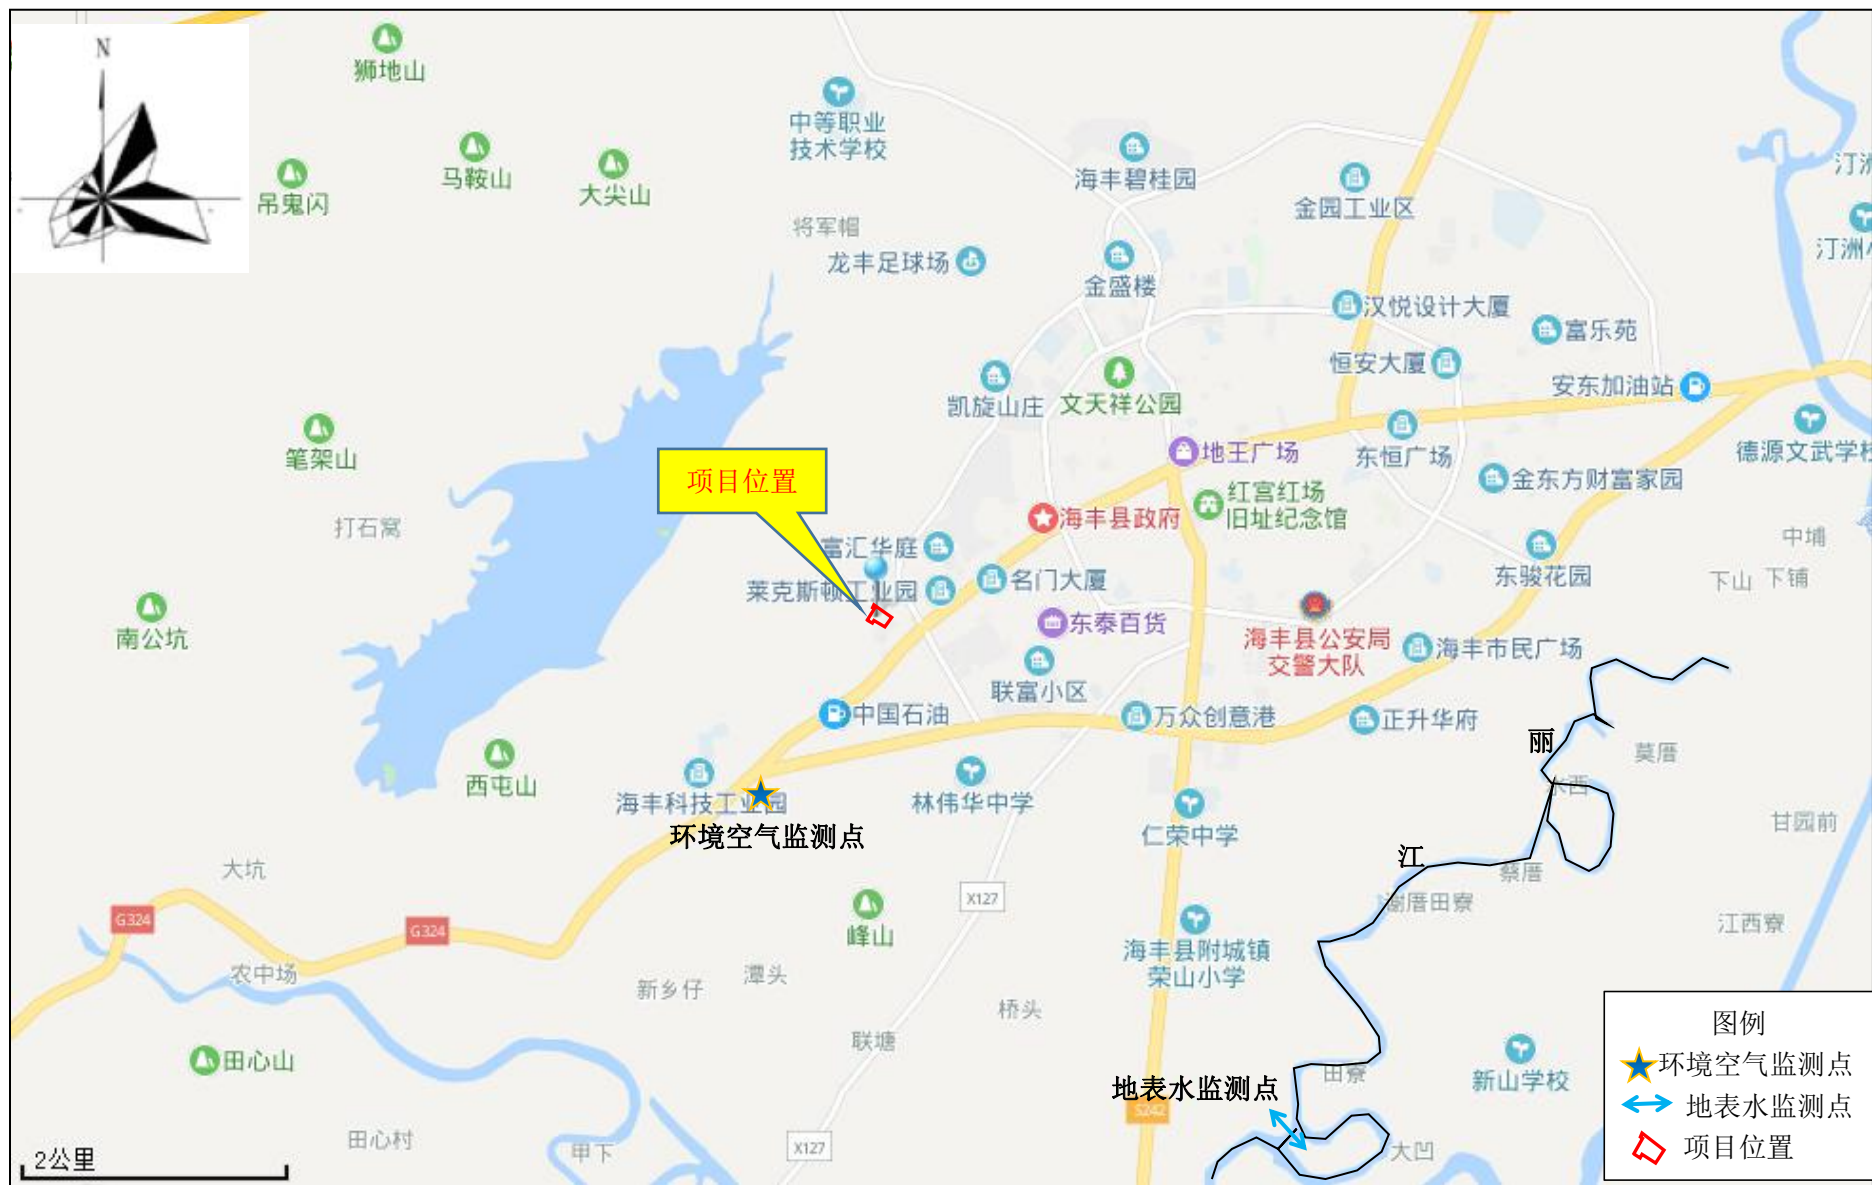 N
狮地山
中等职业
技术学校
马鞍山
大尖山
吊鬼闪
海丰碧桂园
金园工业区
将军帽
龙丰足球场
金盛楼
汉悦设计大厦
富乐苑
恒安大厦
安东加油站
凯旋山庄
文天祥公园
德源文武学校
笔架山
地王广场
东恒广场
金东方财富家园
项目位置
红宫红场
旧址纪念馆
海丰县政府
打石窝
中埔
富汇华庭
莱克斯顿工业园
名门大厦
东骏花园
下山
下铺
南公坑
东泰百货
海丰县公安局
交警大队
海丰市民广场
联富小区
中国石油
万众创意港
正升华府
丽
莫厝
西屯山
海丰科技工业园
林伟华中学
水西
环境空气监测点
仁荣中学
甘园前
江
大坑
蔡厝
X127
澍厝田寮
G324
G324
峰山
江西寮
海丰县附城镇
荣山小学
农中场
新乡仔
潭头
桥头
联塘
田心山
田寮
新山学校
地表水监测点
S242
田心村
甲下
X127
大凹
2公里
图例
环境空气监测点
地表水监测点
项目位置